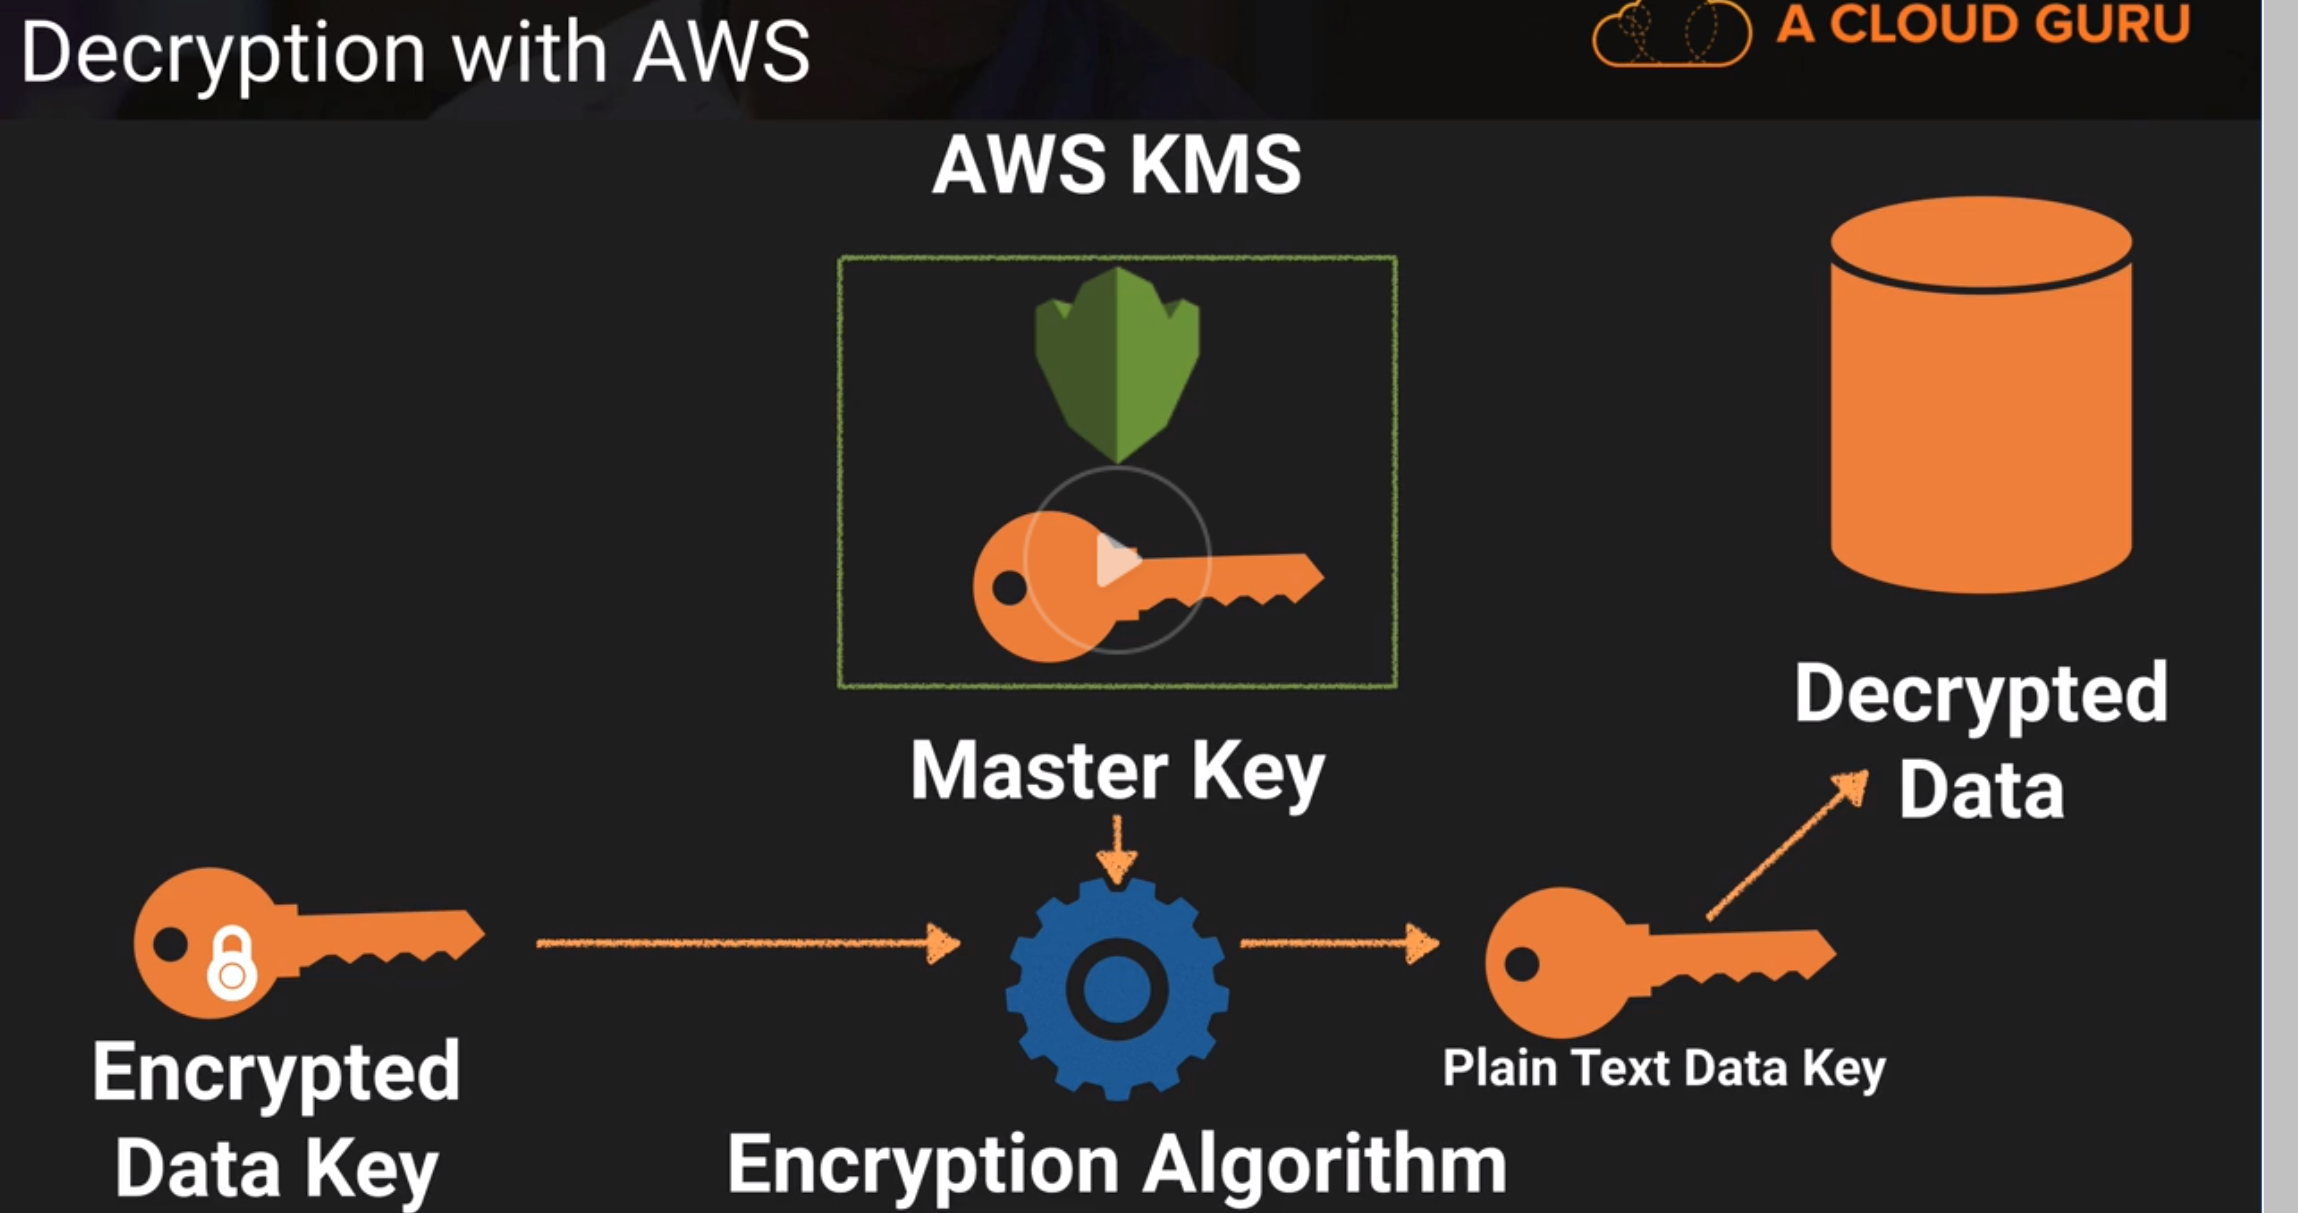 Decryption with AWS
A CLOUD GURU
AWS KMS
Master Key
Decrypted
Data
Encrypted
Data Key
Encryption Algorithm
Plain Text Data Key